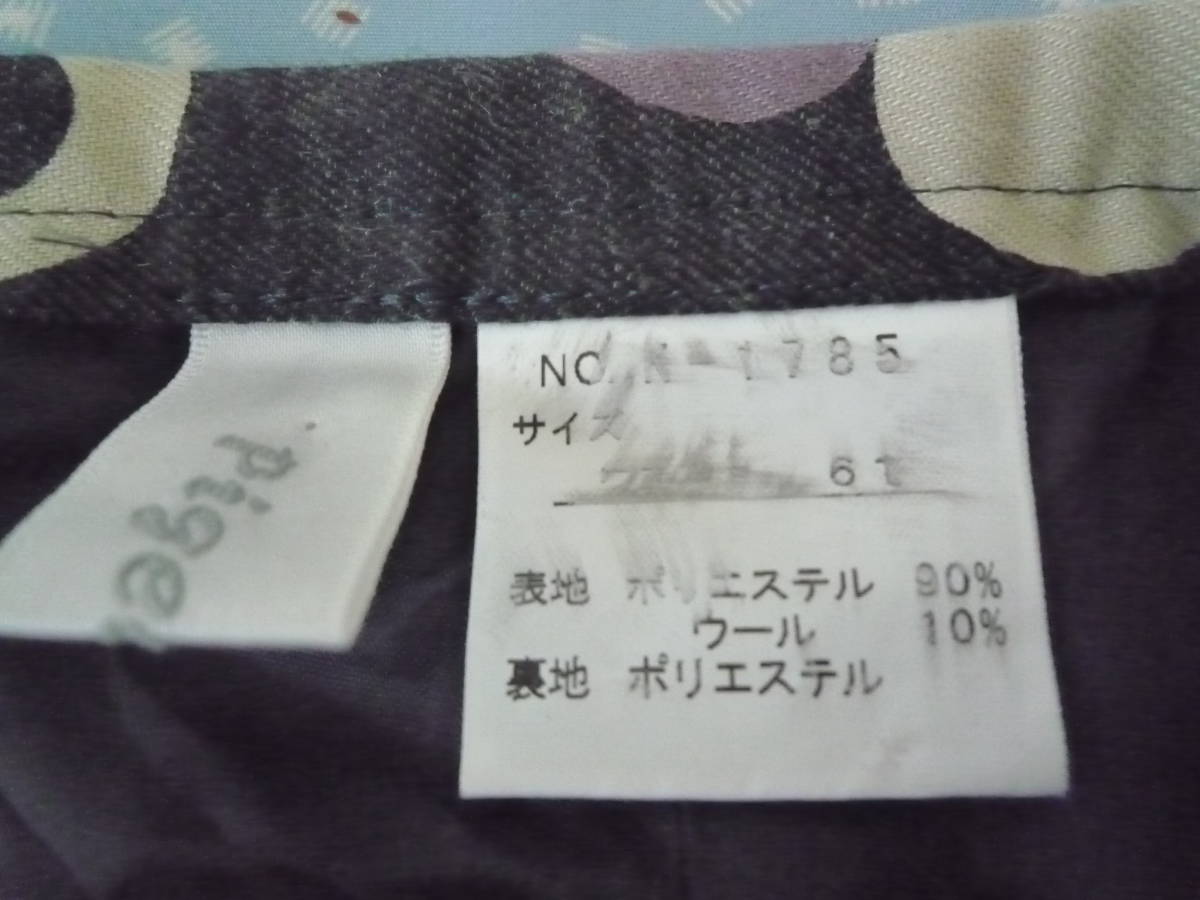 NO. K-1785
サイズ
6
表地 ポリエステル 90%
ウール 10%
裏地 ポリエステル
pige